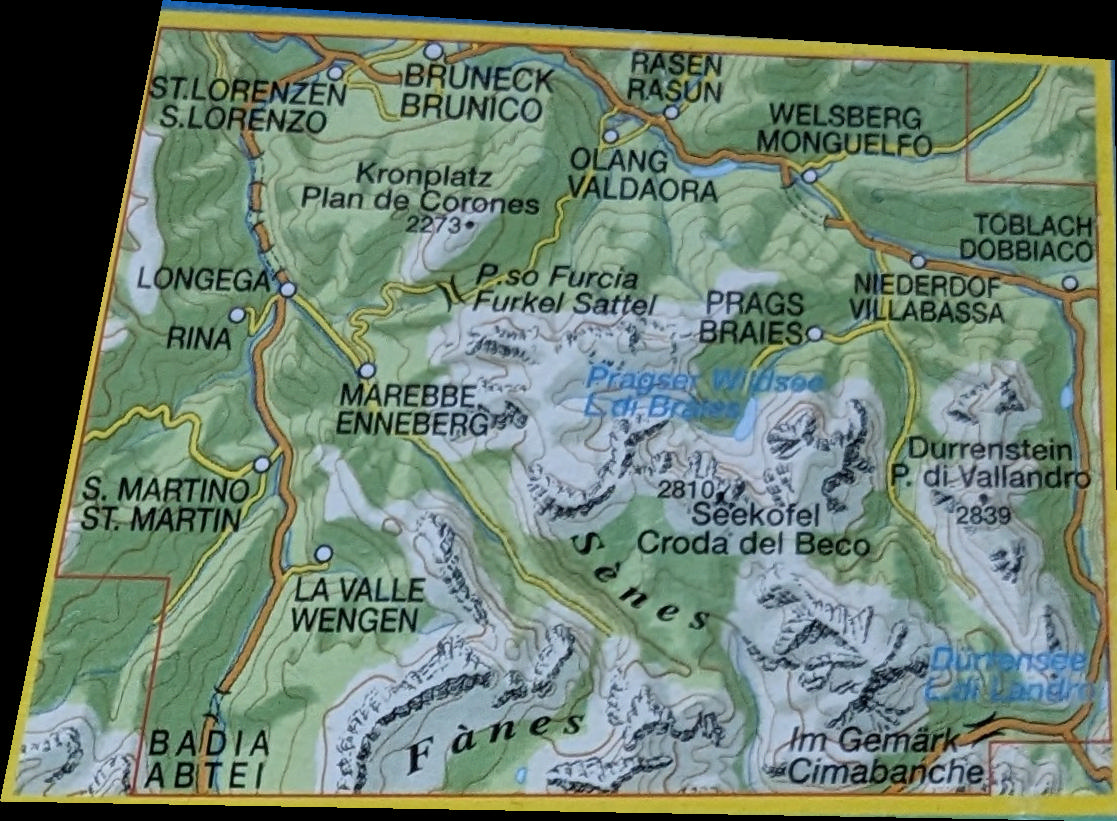 BRUNECK
BRUNICO
RASEN
RASUN
ST.LORENZEN
S.LORENZO
WELSBERG
MONGUELFO
OLANG
VALDAORA
Kronplatz
Plan de Corones
2273
TOBLACH
DOBBIACO
LONGEGA
P.so Furcia
Furkel Sattel
NIEDERDOF
VILLABASSA
PRAGS
BRAIES
RINA
Pragser Wildsee
L.di Braies
MAREBBE
ENNEBERG
Durrenstein
P. di Vallandro
2839
S. MARTINO
ST. MARTIN
2810
Seekofel
Croda del Beco
Sènes
LA VALLE
WENGEN
Durrensee
L.di Landro
Fànes
Im Gemärk
Cimabanche
BADIA
ABTEI